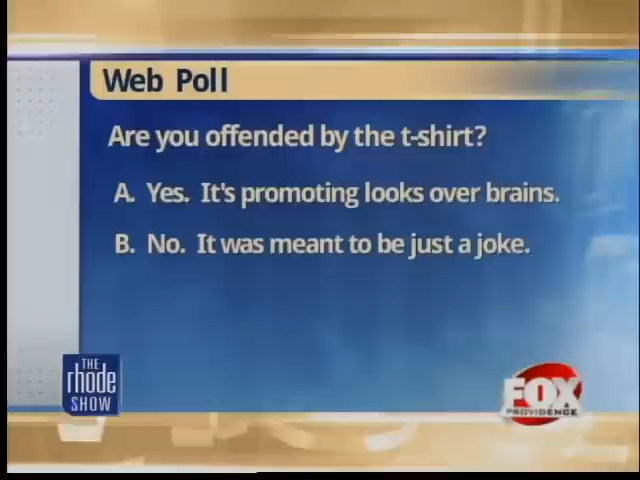 Web Poll
Are you offended by the t-shirt?
A. Yes. It's promoting looks over brains.
B. No. It was meant to be just a joke.
THE
rhode
SHOW
FOX
PROVIDENCE